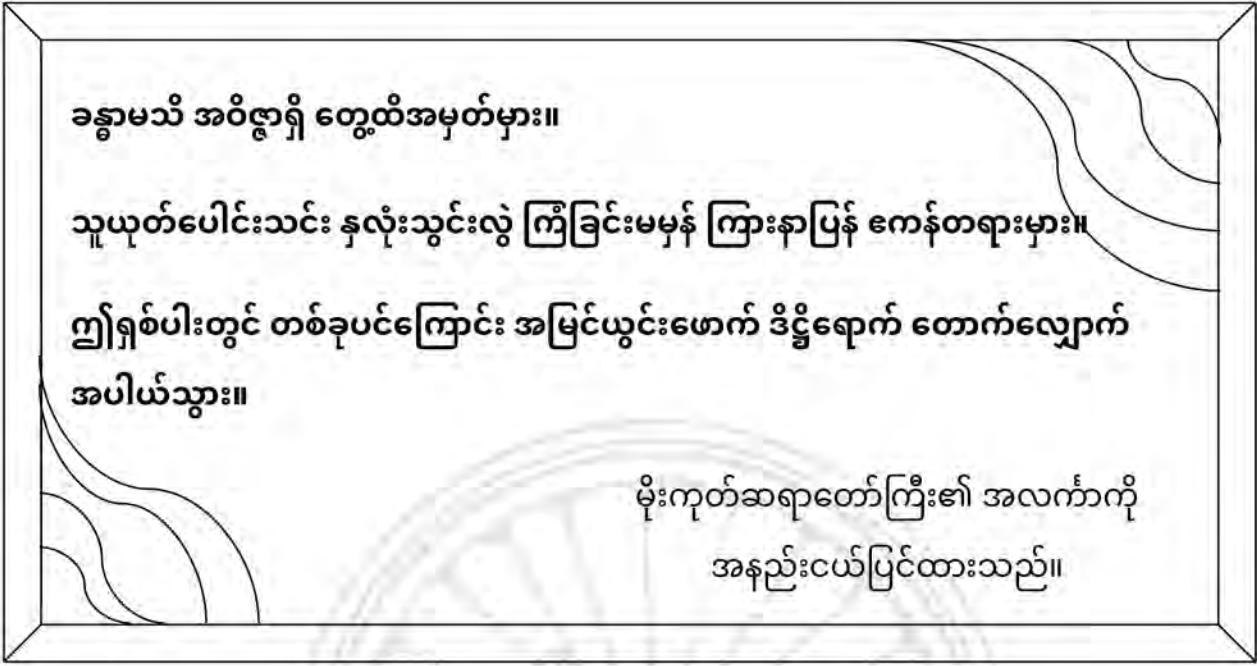 ခန္ဓာမသိ အဝိဇ္ဇာရှိ တွေ့ထိအမှတ်မှား။
သူယုတ်ပေါင်းသင်း နှလုံးသွင်းလွဲ ကြံခြင်းမမှန် ကြားနာပြန် ဧကန်တရားမှား။
ဤရှစ်ပါးတွင် တစ်ခုပင်ကြောင်း အမြင်ယွင်းဖောက် ဒိဋ္ဌိရောက် တောက်လျှောက်
အပါယ်သွား။
မိုးကုတ်ဆရာတော်ကြီး၏ အလင်္ကာကို
အနည်းငယ်ပြင်ထားသည်။